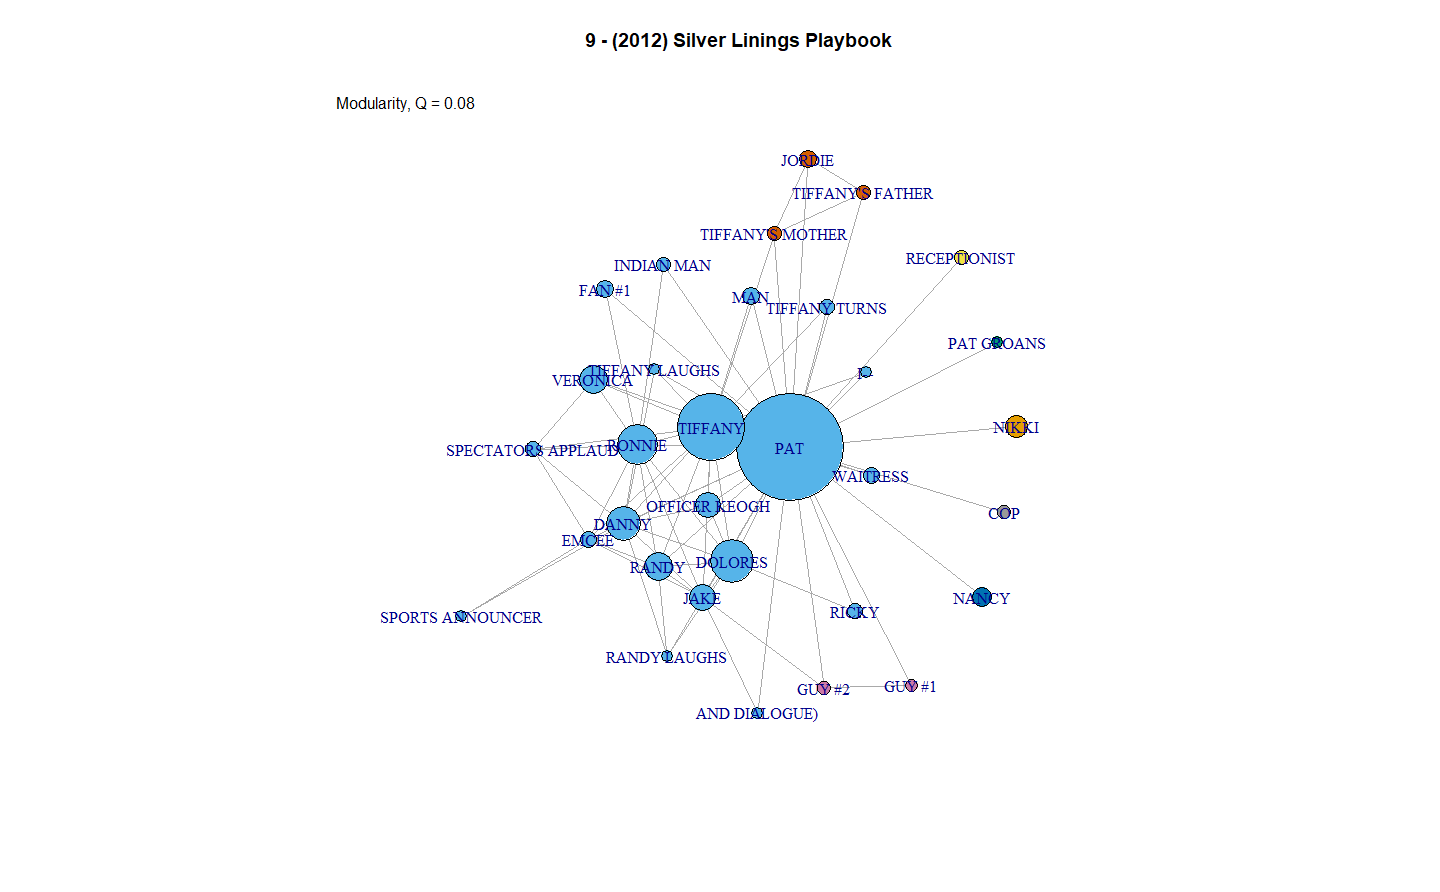 9 - (2012) Silver Linings Playbook
Modularity, Q = 0.08
JORDIE
TIFFANY'S FATHER
TIFFANY'S MOTHER
RECEPTIONIST
INDIAN MAN
FAN #1
MAN
TIFFANY TURNS
PAT GROANS
TIFFANY LAUGHS
VERONICA
TIFFANY
NIKKI
RONNIE
PAT
SPECTATORS APPLAUD
WAITRESS
OFFICER KEOGH
COP
DANNY
EMCEE
DOLORES
RANDY
JAKE
NANCY
RICKY
SPORTS ANNOUNCER
RANDY LAUGHS
GUY #2
GUY #1
AND DIALOGUE)